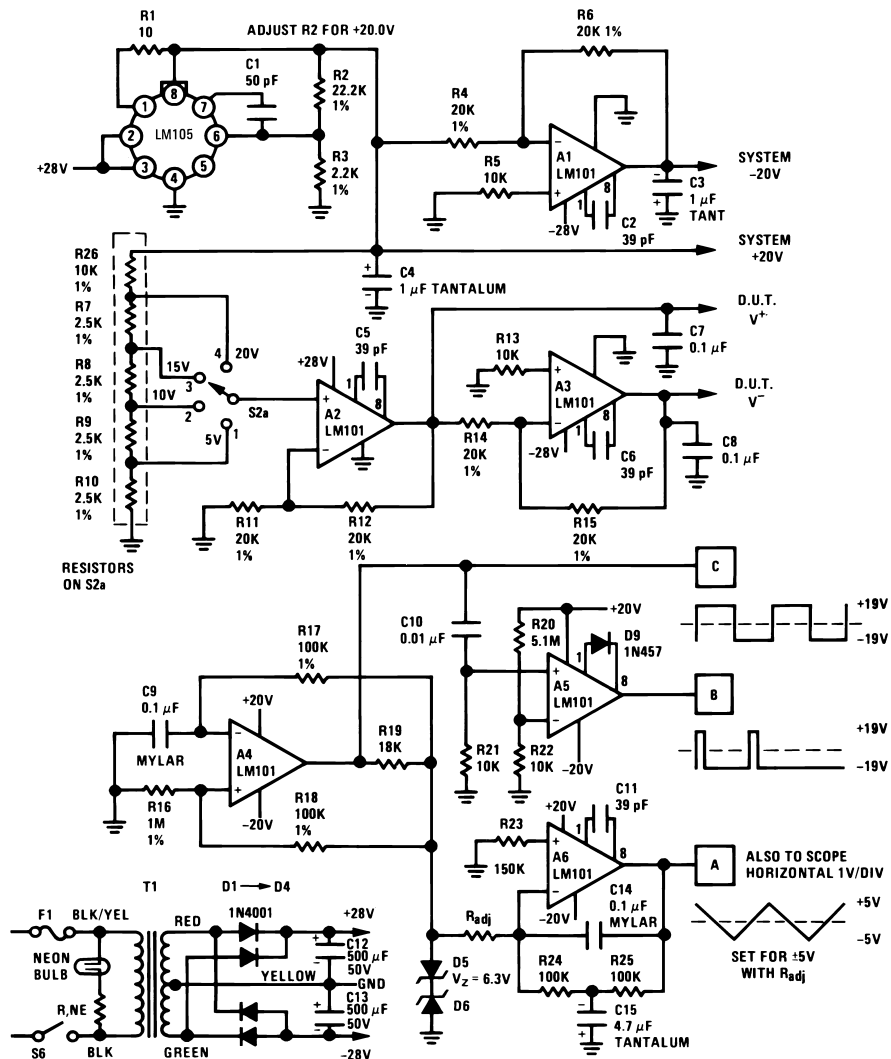 R1
10
ADJUST R2 FOR +20.0V
C1
50 pF
R2
22.2K
1%
8
1
7
2
LM105
6
3
5
4
+28V
R3
2.2K
1%
R6
20K 1%
R4
20K
1%
R5
10K
−
A1
LM101
+
8
1
−28V
C2
39 pF
−
+
C3
1 μF
TANT
SYSTEM
−20V
SYSTEM
+20V
R26
10K
1%
R7
2.5K
1%
R8
2.5K
1%
R9
2.5K
1%
R10
2.5K
1%
RESISTORS
ON S2a
4
20V
15V
3
10V
2
5V
1
S2a
+
−
C4
1 μF TANTALUM
C5
39 pF
+28V
1
8
+
A2
LM101
−
R11
20K
1%
R12
20K
1%
R13
10K
R14
20K
1%
+
A3
LM101
−
8
1
−28V
C6
39 pF
R15
20K
1%
D.U.T.
V+
C7
0.1 μF
D.U.T.
V−
C8
0.1 μF
C
+19V
−19V
C10
0.01 μF
R20
5.1M
+20V
D9
1N457
1
8
+
A5
LM101
−
−20V
R21
10K
R22
10K
B
+19V
−19V
R17
100K
1%
C9
0.1 μF
MYLAR
+20V
−
A4
LM101
+
−20V
R19
18K
R16
1M
1%
R18
100K
1%
R23
150K
+20V
C11
39 pF
1
8
+
A6
LM101
−
−20V
C14
0.1 μF
MYLAR
A
ALSO TO SCOPE
HORIZONTAL 1V/DIV
+5V
−5V
SET FOR ±5V
WITH Radj
Radj
R24
100K
R25
100K
−
+
C15
4.7 μF
TANTALUM
D5
VZ = 6.3V
D6
T1
D1 → D4
F1
BLK/YEL
RED
1N4001
+28V
NEON
BULB
+
−
C12
500 μF
50V
YELLOW
GND
R,NE
+
−
C13
500 μF
50V
S6
BLK
GREEN
−28V